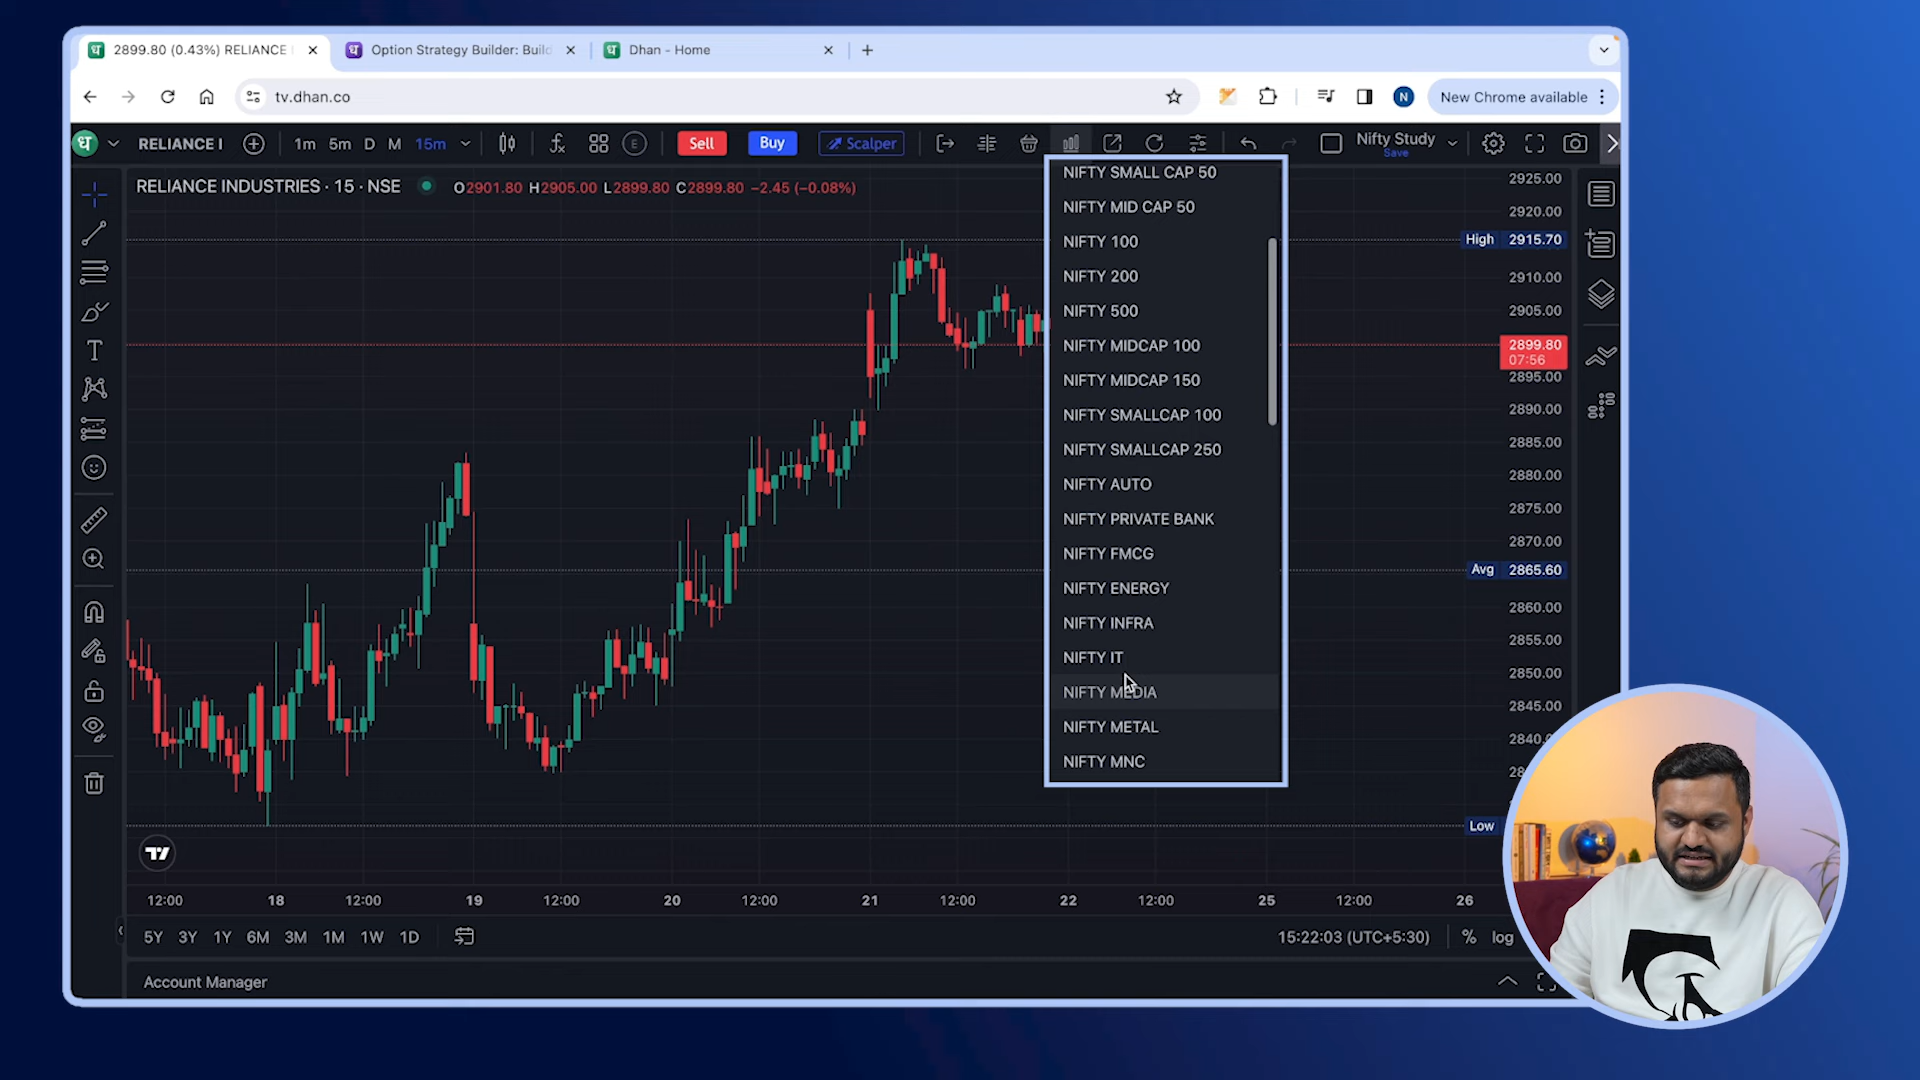 2899.80 (0.43%) RELIANCE
Option Strategy Builder: Buil
Dhan - Home
tv.dhan.co
N
New Chrome available
ध
RELIANCE I
1m 5m D M 15m
E
Sell
Buy
Scalper
Nifty Study
Save
RELIANCE INDUSTRIES · 15 · NSE
O2901.80 H2905.00 L2899.80 C2899.80 −2.45 (−0.08%)
NIFTY SMALL CAP 50
NIFTY MID CAP 50
NIFTY 100
NIFTY 200
NIFTY 500
NIFTY MIDCAP 100
NIFTY MIDCAP 150
NIFTY SMALLCAP 100
NIFTY SMALLCAP 250
NIFTY AUTO
NIFTY PRIVATE BANK
NIFTY FMCG
NIFTY ENERGY
NIFTY INFRA
NIFTY IT
NIFTY MEDIA
NIFTY METAL
NIFTY MNC
2925.00
2920.00
High 2915.70
2910.00
2905.00
2899.80
07:56
2895.00
2890.00
2885.00
2880.00
2875.00
2870.00
Avg 2865.60
2860.00
2855.00
2850.00
2845.00
2840
Low
12:00 18 12:00 19 12:00 20 12:00 21 12:00 22 12:00 25 12:00 26
5Y 3Y 1Y 6M 3M 1M 1W 1D
15:22:03 (UTC+5:30)
% log
Account Manager